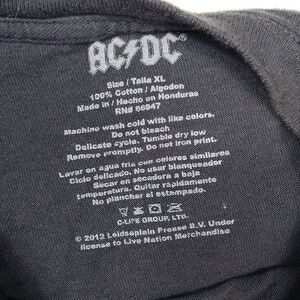 AC⚡DC®
Size / Talla XL
100% Cotton / Algodon
Made in / Hecho en Honduras
RN# 86947
Machine wash cold with like colors.
Do not bleach
Delicate cycle. Tumble dry low
Remove promptly. Do not iron print.
Lavar en agua fria con colores similares
Ciclo delicado. No usar blanqueador
Secar en secadora a baja
temperatura. Quitar rápidamente
No planchar el estampado.
C-LIFE GROUP, LTD.
© 2012 Leidseplein Presse B.V. Under
license to Live Nation Merchandise